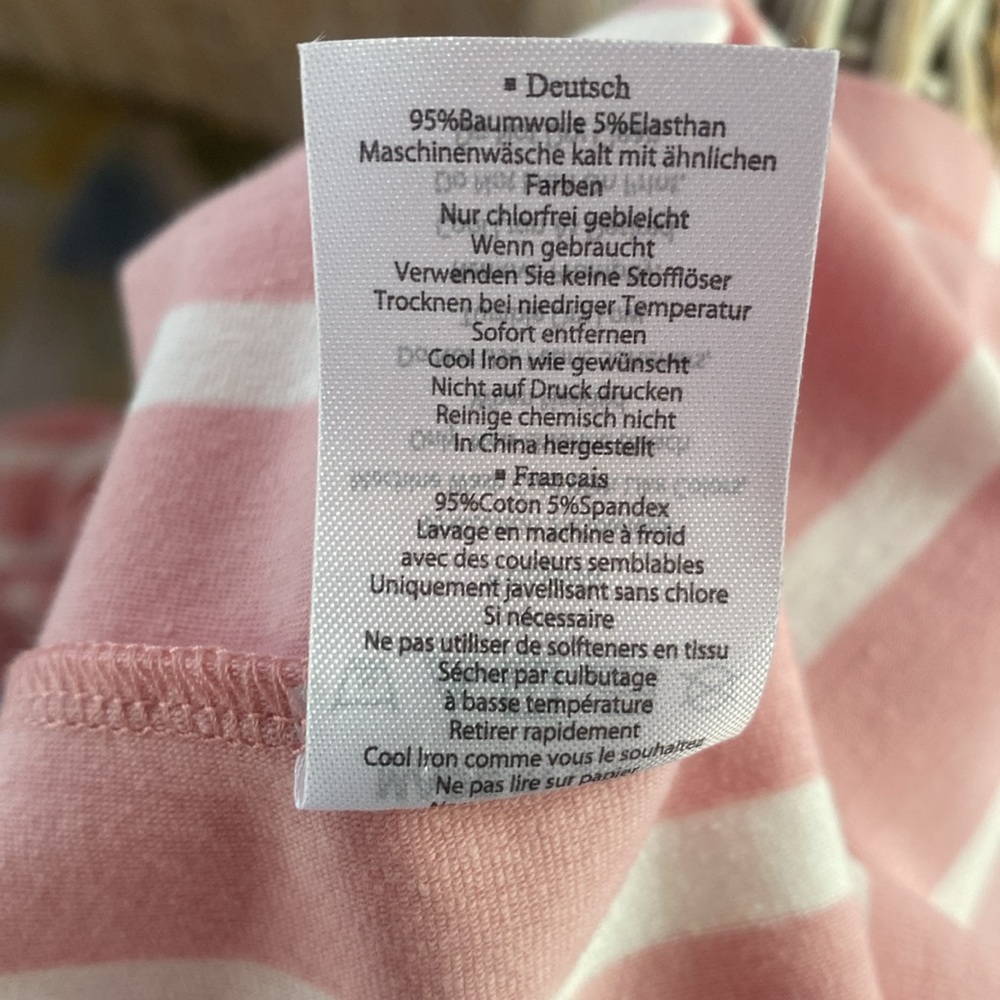 ▪ Deutsch
95%Baumwolle 5%Elasthan
Maschinenwäsche kalt mit ähnlichen
Farben
Nur chlorfrei gebleicht
Wenn gebraucht
Verwenden Sie keine Stofflöser
Trocknen bei niedriger Temperatur
Sofort entfernen
Cool Iron wie gewünscht
Nicht auf Druck drucken
Reinige chemisch nicht
In China hergestellt
▪ Francais
95%Coton 5%Spandex
Lavage en machine à froid
avec des couleurs semblables
Uniquement javellisant sans chlore
Si nécessaire
Ne pas utiliser de solfteners en tissu
Sécher par culbutage
à basse température
Retirer rapidement
Cool Iron comme vous le souhaitez
Ne pas lire sur papier